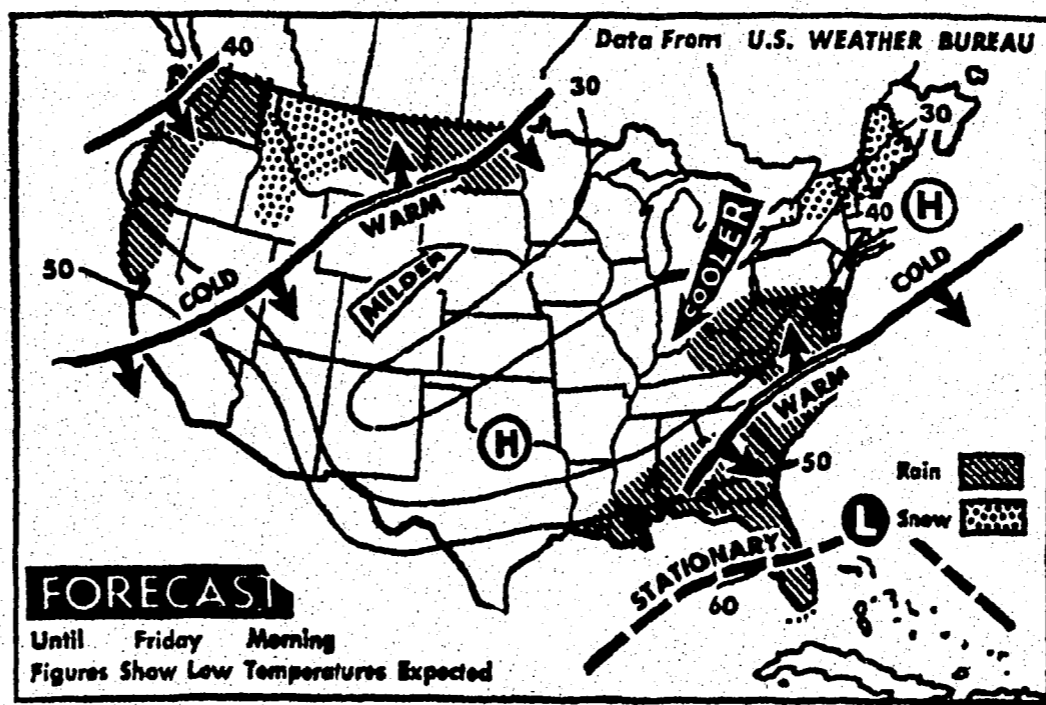 Data From U.S. WEATHER BUREAU
40
30
30
WARM
COOLER
40
H
50
COLD
MILDER
COLD
WARM
H
50
Rain
L
Snow
STATIONARY
60
FORECAST
Until Friday Morning
Figures Show Low Temperatures Expected